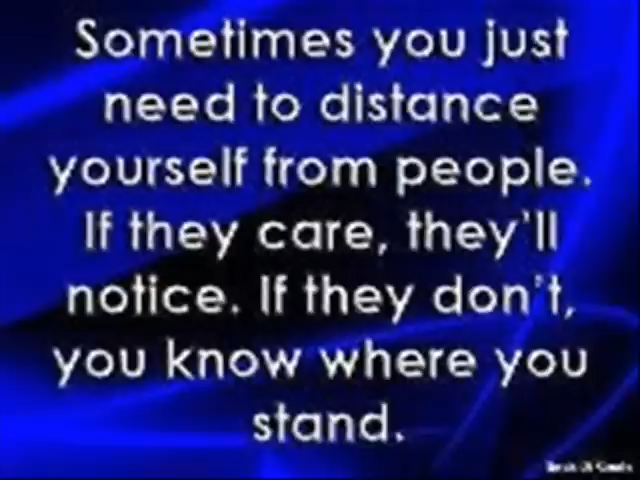 Sometimes you just
need to distance
yourself from people.
If they care, they'll
notice. If they don't,
you know where you
stand.